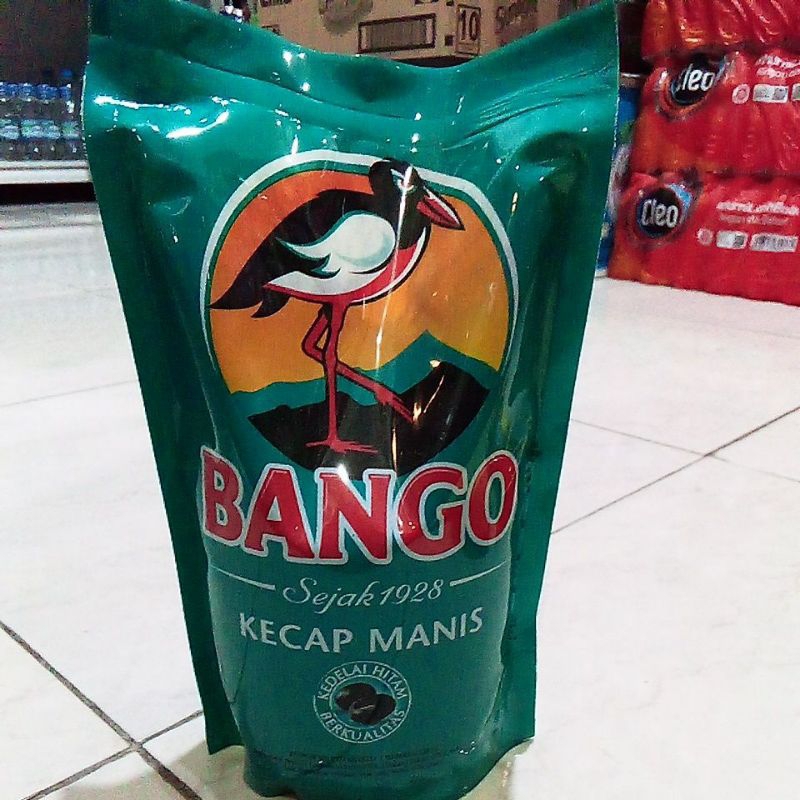 BANGO
Sejak 1928
KECAP MANIS
KEDELAI HITAM
BERKUALITAS
Cleo
Cleo
10